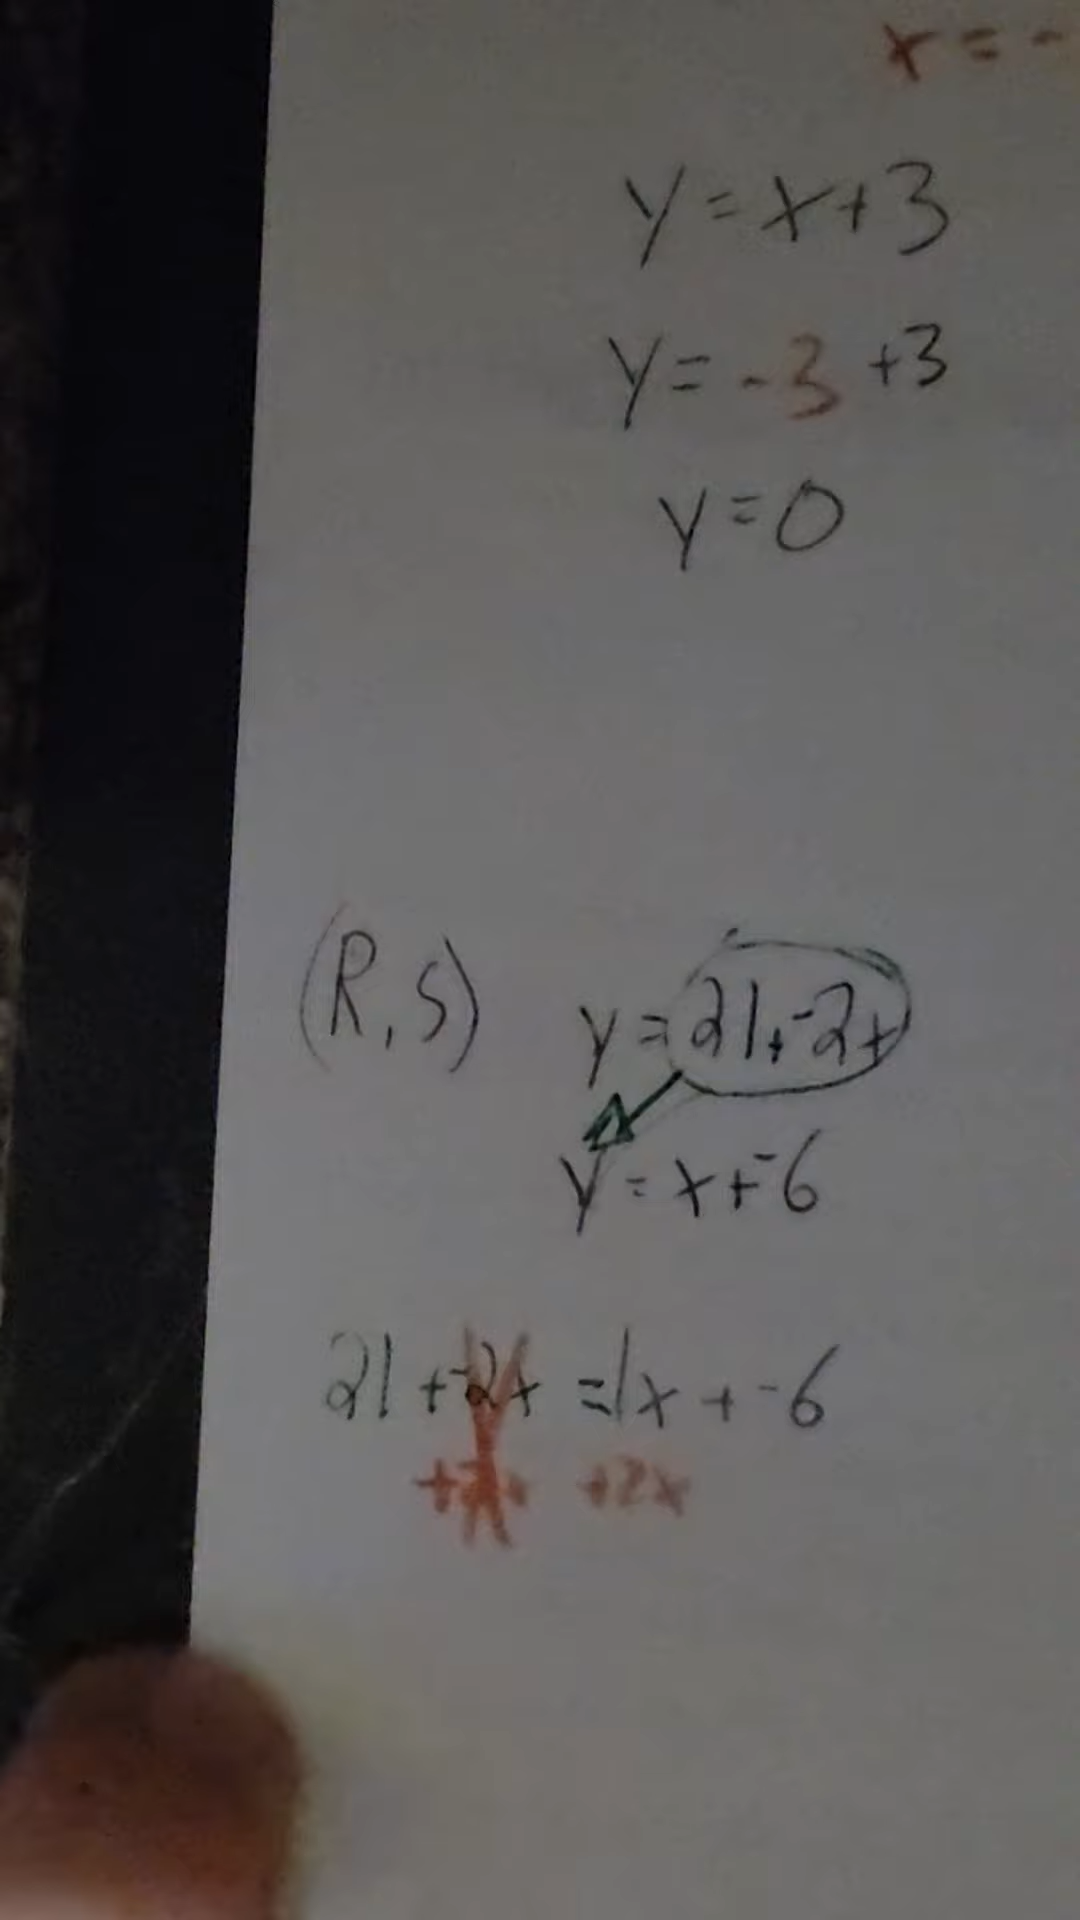 x = -
y = x + 3
y = -3 + 3
y = 0
(R, S) y = 21 + -2x
y = x + -6
21 + -2x = 1x + -6
+2x +2x